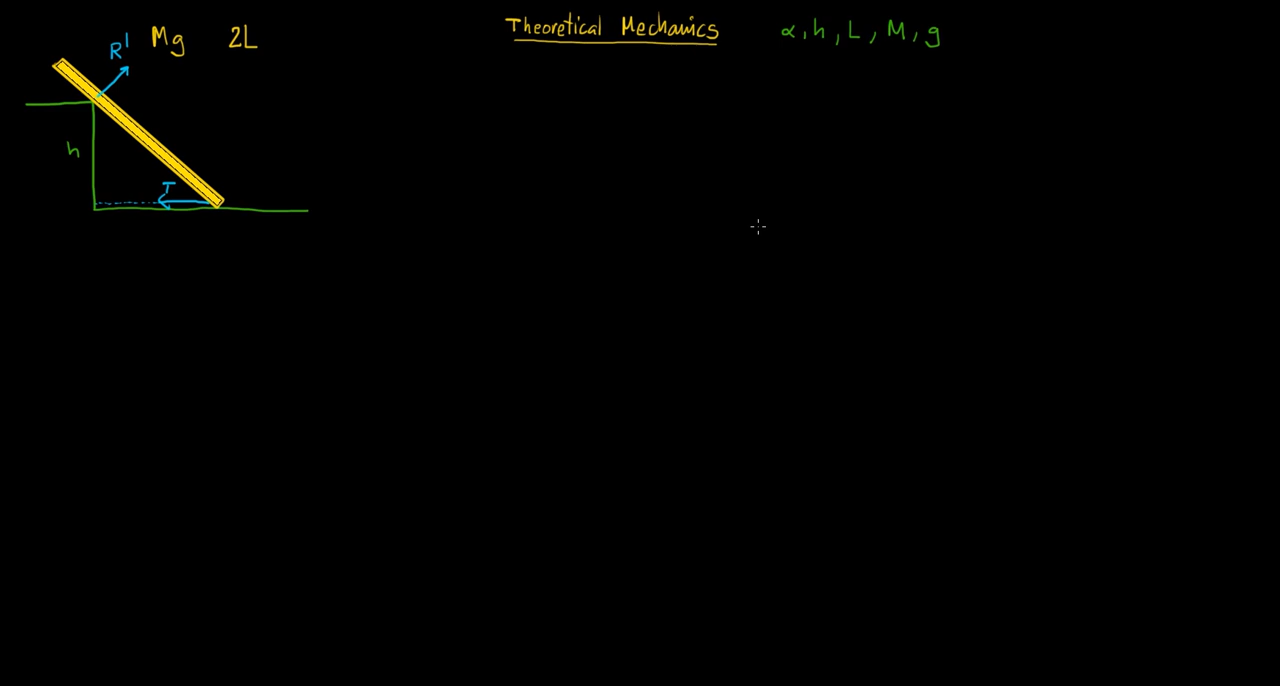 Theoretical Mechanics
α, h, L, M, g
Mg 2L
R'
h
T